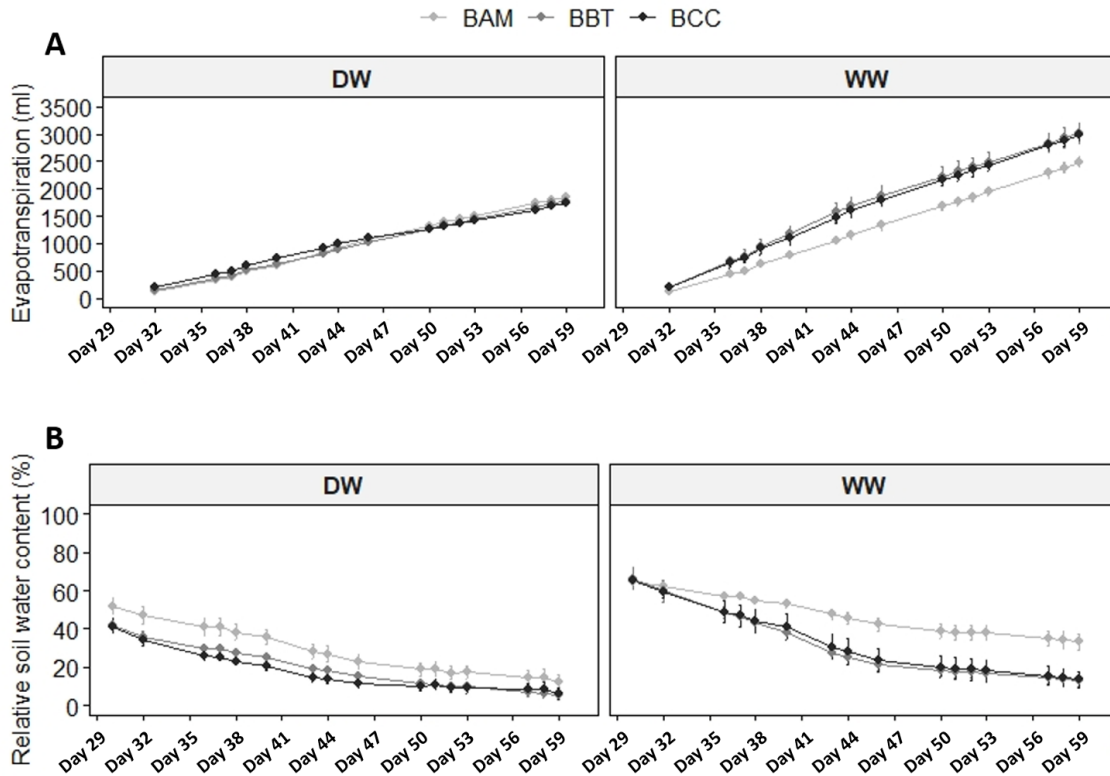 BAM BBT BCC
A
DW WW
Evapotranspiration (ml)
3500
3000
2500
2000
1500
1000
500
0
Day 29 Day 32 Day 35 Day 38 Day 41 Day 44 Day 47 Day 50 Day 53 Day 56 Day 59
Day 29 Day 32 Day 35 Day 38 Day 41 Day 44 Day 47 Day 50 Day 53 Day 56 Day 59
B
DW WW
Relative soil water content (%)
100
80
60
40
20
0
Day 29 Day 32 Day 35 Day 38 Day 41 Day 44 Day 47 Day 50 Day 53 Day 56 Day 59
Day 29 Day 32 Day 35 Day 38 Day 41 Day 44 Day 47 Day 50 Day 53 Day 56 Day 59